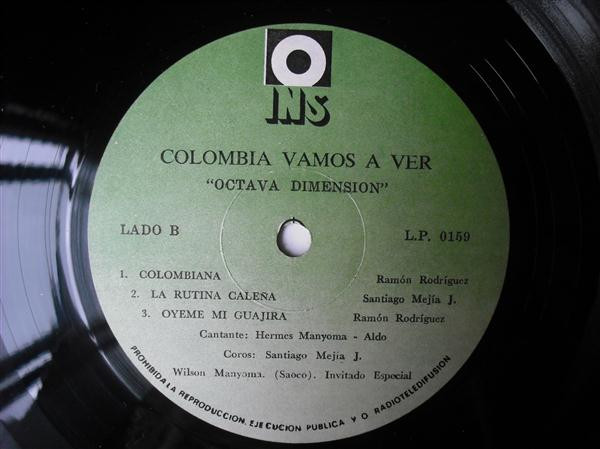 INS
COLOMBIA VAMOS A VER
"OCTAVA DIMENSION"
LADO B L.P. 0159
1. COLOMBIANA Ramón Rodríguez
2. LA RUTINA CALEÑA Santiago Mejía J.
3. OYEME MI GUAJIRA Ramón Rodríguez
Cantante: Hermes Manyoma - Aldo
Coros: Santiago Mejía J.
Wilson Manyoma. (Saoco). Invitado Especial
PROHIBIDA LA REPRODUCCION, EJECUCION PUBLICA Y O RADIOTELEDIFUSION